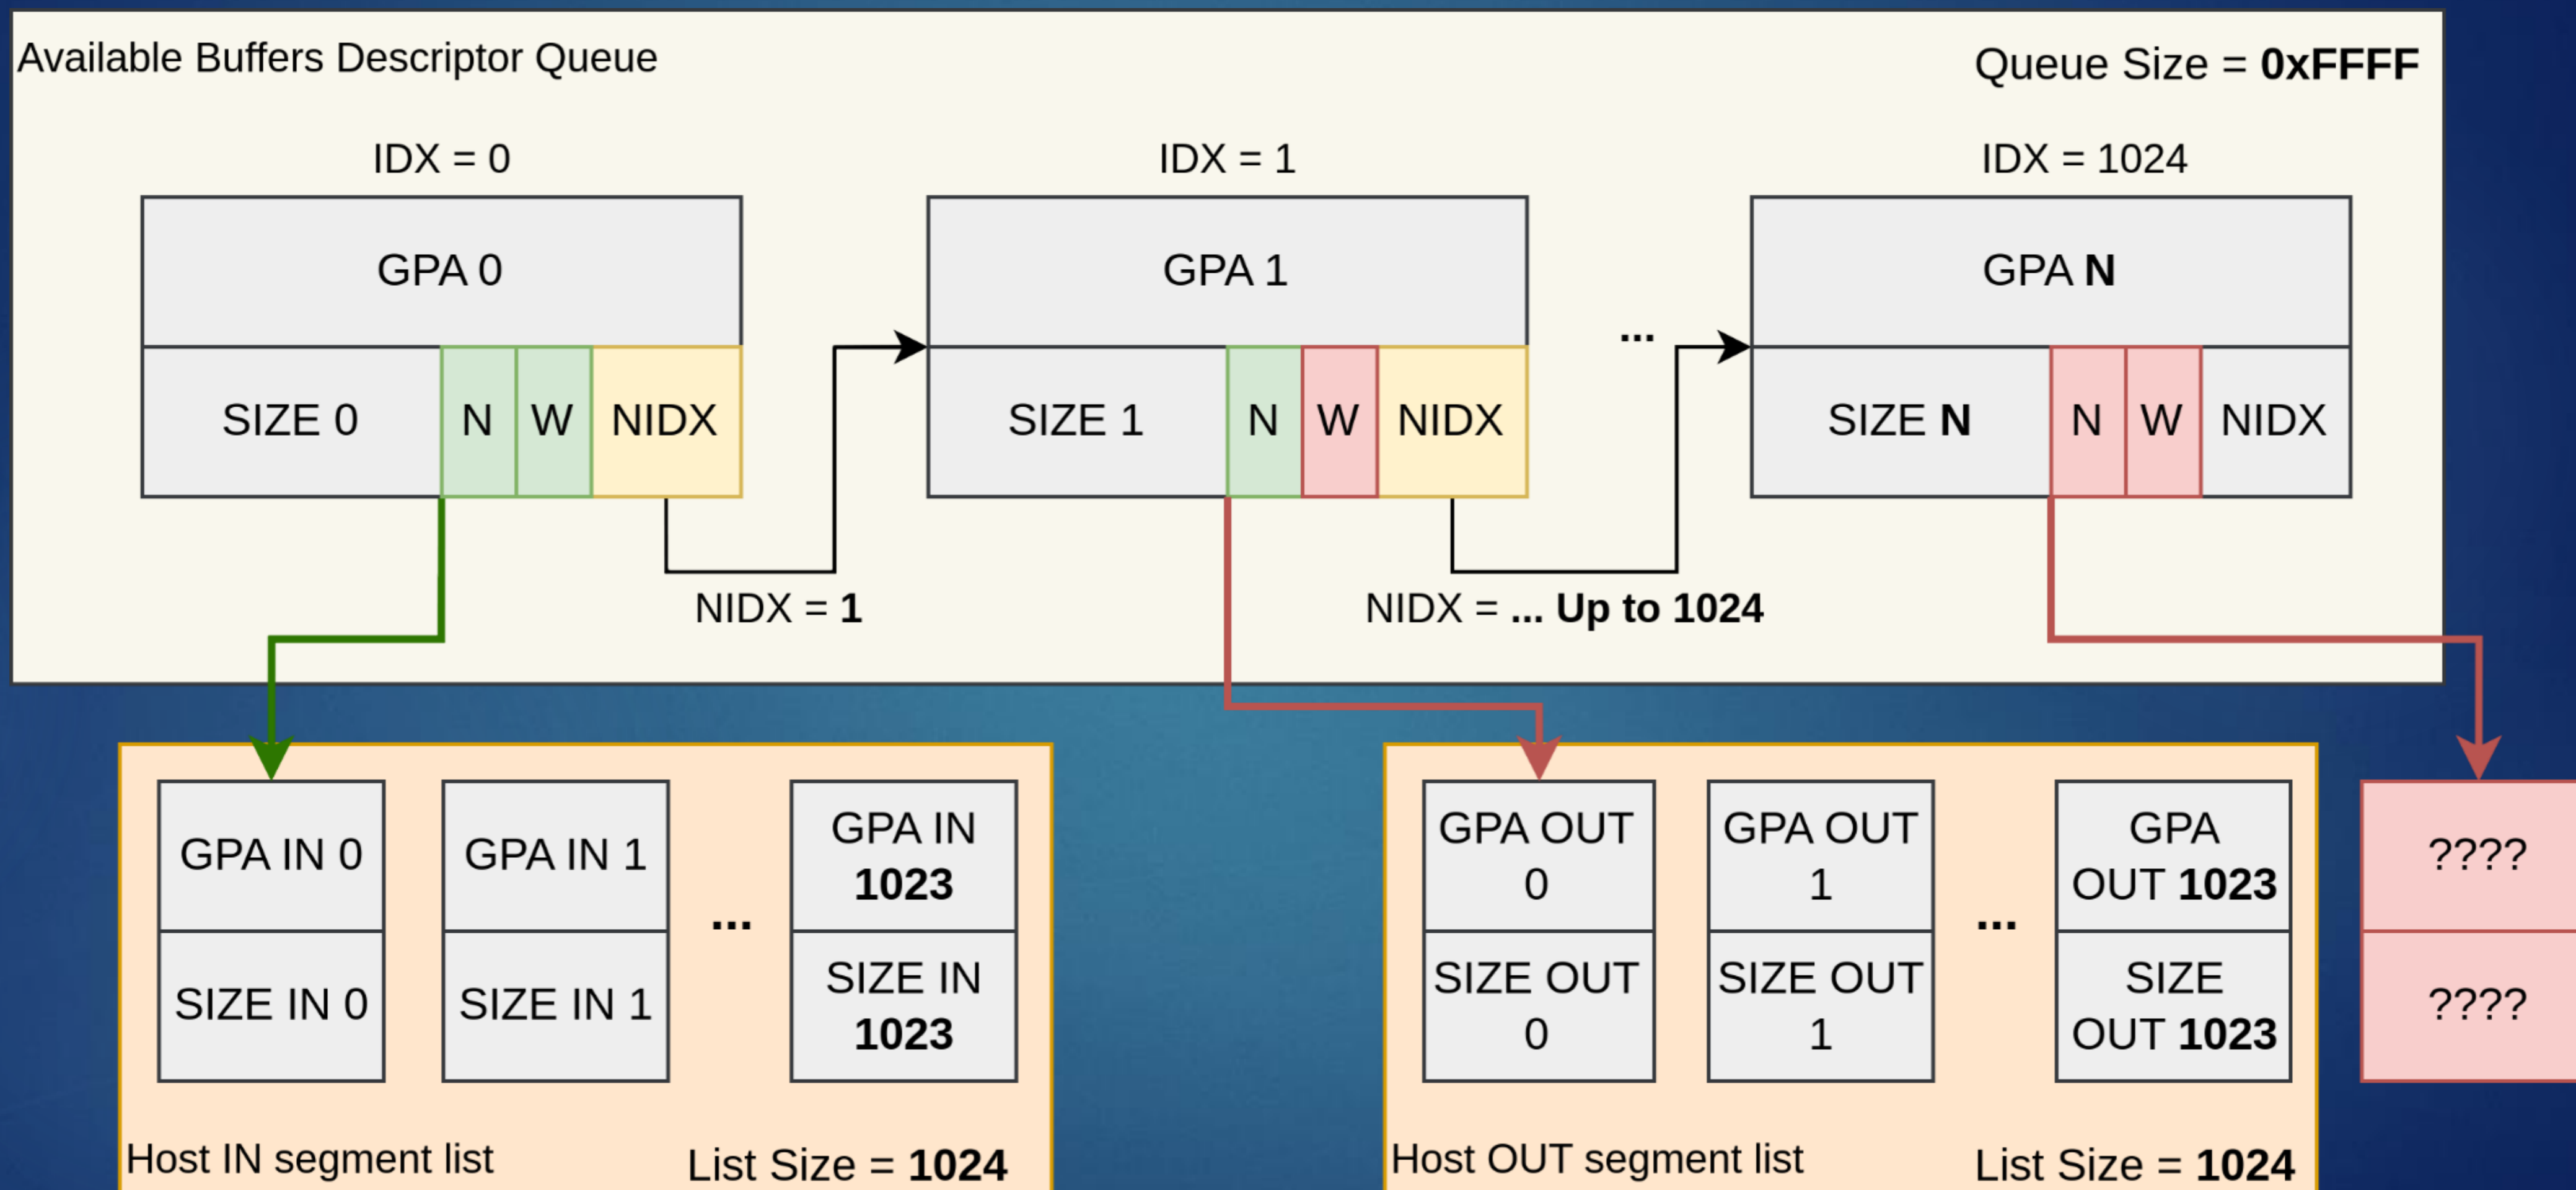 Available Buffers Descriptor Queue
Queue Size = 0xFFFF
IDX = 0
IDX = 1
IDX = 1024
GPA 0
GPA 1
GPA N
...
SIZE 0
N
W
NIDX
SIZE 1
N
W
NIDX
SIZE N
N
W
NIDX
NIDX = 1
NIDX = ... Up to 1024
GPA IN 0
GPA IN 1
GPA IN
1023
SIZE IN 0
SIZE IN 1
...
SIZE IN
1023
Host IN segment list
List Size = 1024
GPA OUT
0
GPA OUT
1
GPA
OUT 1023
SIZE OUT
0
SIZE OUT
1
...
SIZE
OUT 1023
Host OUT segment list
List Size = 1024
????
????